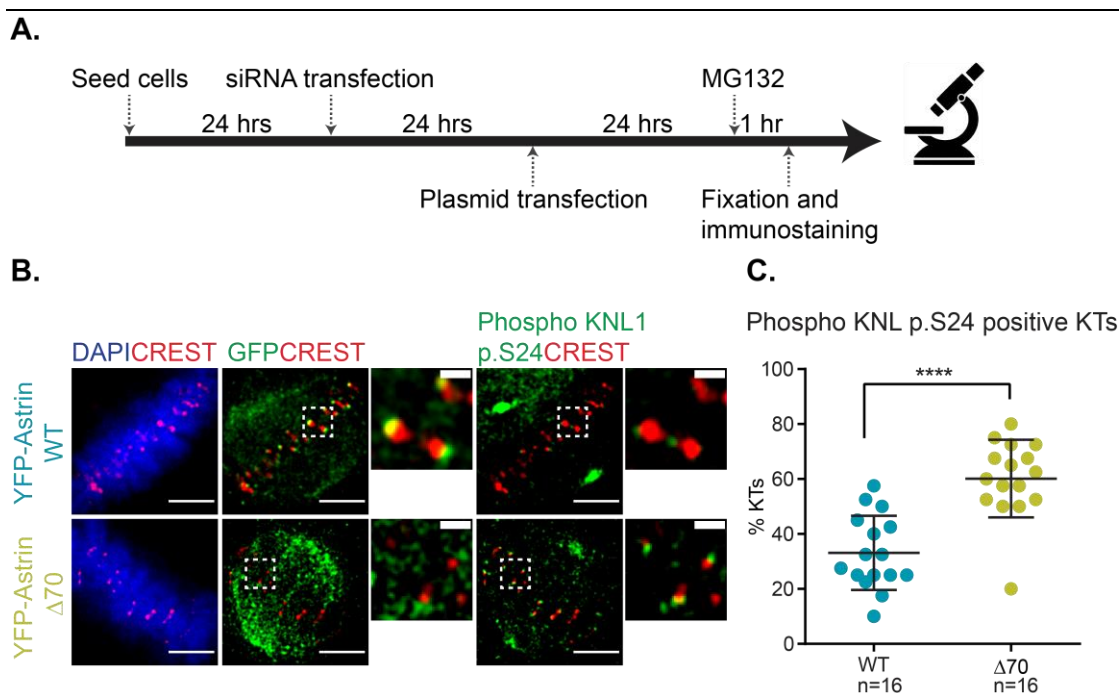 A.
Seed cells siRNA transfection MG132
24 hrs 24 hrs 24 hrs 1 hr
Plasmid transfection Fixation and
immunostaining
B.
DAPICREST GFPCREST Phospho KNL1
p.S24CREST
YFP-Astrin
WT
YFP-Astrin
Δ70
C.
Phospho KNL p.S24 positive KTs
****
% KTs
100
80
60
40
20
0
WT Δ70
n=16 n=16